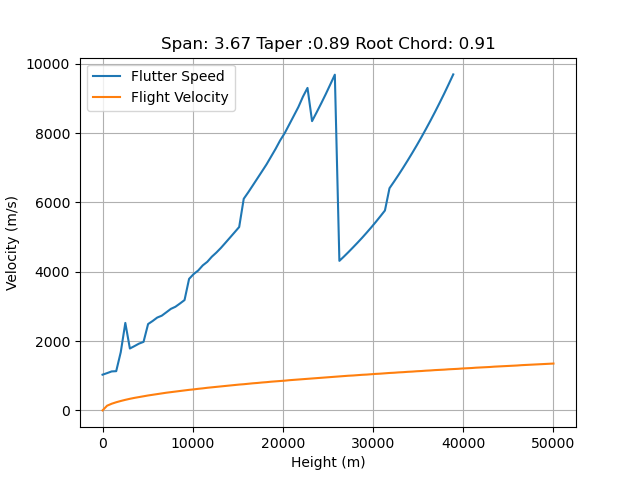 Span: 3.67 Taper :0.89 Root Chord: 0.91
Flutter Speed
Flight Velocity
10000
8000
6000
4000
2000
0
Velocity (m/s)
0 10000 20000 30000 40000 50000
Height (m)